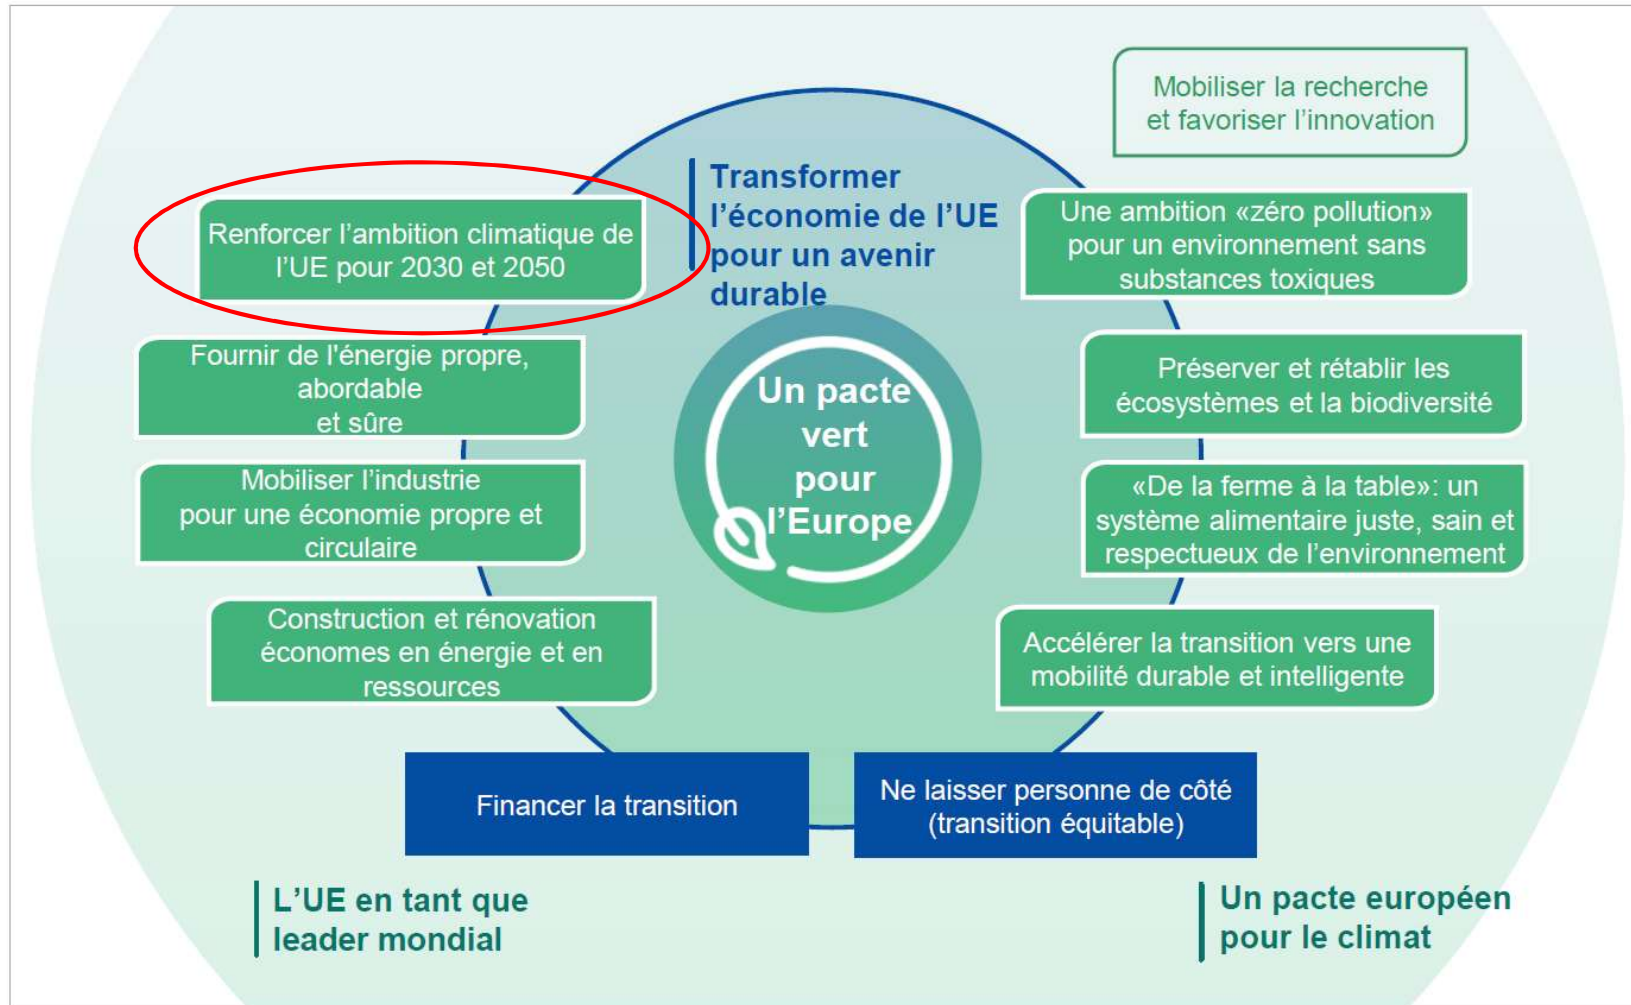 Mobiliser la recherche
et favoriser l’innovation
Transformer
l’économie de l’UE
pour un avenir
durable
Renforcer l’ambition climatique de
l’UE pour 2030 et 2050
Une ambition «zéro pollution»
pour un environnement sans
substances toxiques
Fournir de l'énergie propre,
abordable
et sûre
Préserver et rétablir les
écosystèmes et la biodiversité
Un pacte
vert
pour
l’Europe
Mobiliser l’industrie
pour une économie propre et
circulaire
«De la ferme à la table»: un
système alimentaire juste, sain et
respectueux de l’environnement
Construction et rénovation
économes en énergie et en
ressources
Accélérer la transition vers une
mobilité durable et intelligente
Financer la transition
Ne laisser personne de côté
(transition équitable)
L’UE en tant que
leader mondial
Un pacte européen
pour le climat